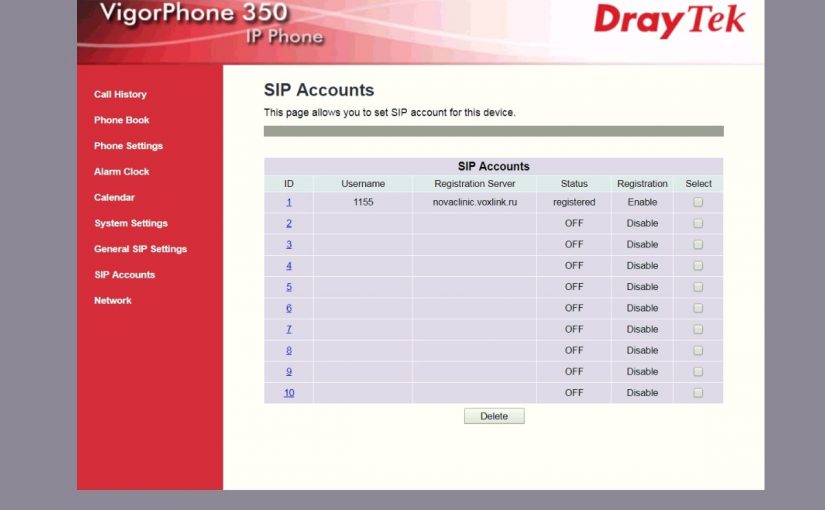 VigorPhone 350
IP Phone
DrayTek
Call History
Phone Book
Phone Settings
Alarm Clock
Calendar
System Settings
General SIP Settings
SIP Accounts
Network
SIP Accounts
This page allows you to set SIP account for this device.
SIP Accounts
ID Username Registration Server Status Registration Select
1 1155 novaclinic.voxlink.ru registered Enable
2 OFF Disable
3 OFF Disable
4 OFF Disable
5 OFF Disable
6 OFF Disable
7 OFF Disable
8 OFF Disable
9 OFF Disable
10 OFF Disable
Delete